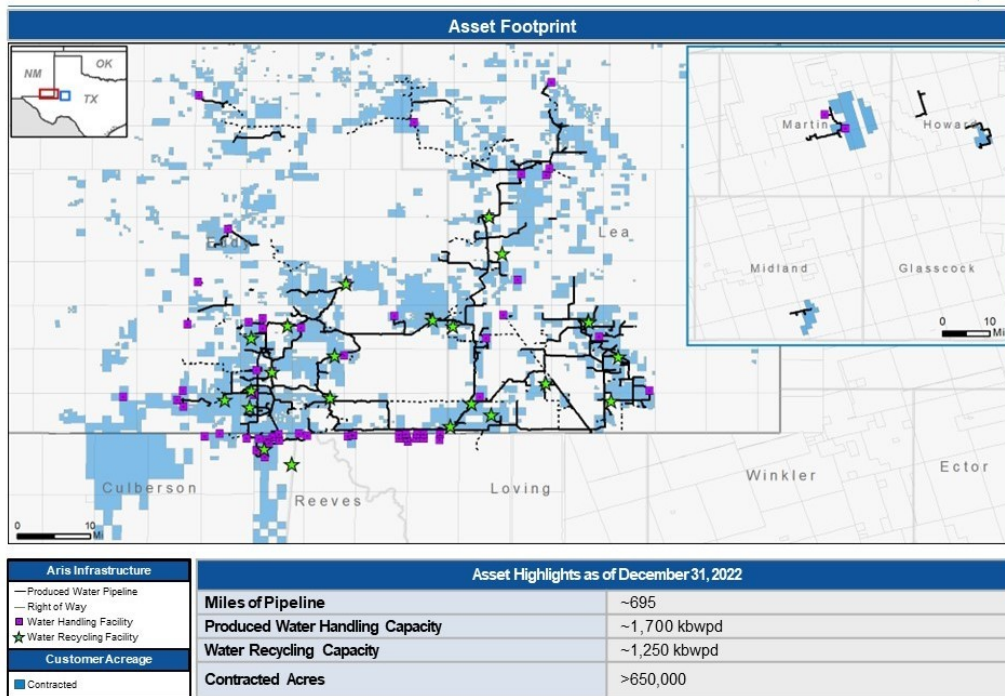 Asset Footprint
NM
OK
TX
Eddy
Lea
Martin
Howard
Midland
Glasscock
0 10
Mi
Culberson
Reeves
Loving
Winkler
Ector
0 10
Mi
Aris Infrastructure
Produced Water Pipeline
Right of Way
Water Handling Facility
Water Recycling Facility
Customer Acreage
Contracted
Asset Highlights as of December 31, 2022
Miles of Pipeline ~695
Produced Water Handling Capacity ~1,700 kbwpd
Water Recycling Capacity ~1,250 kbwpd
Contracted Acres >650,000